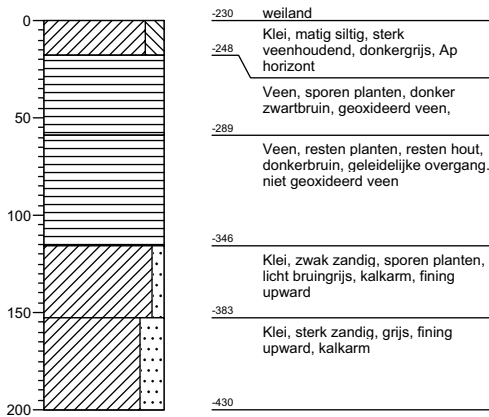 0
50
100
150
200
-230 weiland
Klei, matig siltig, sterk
veenhoudend, donkergrijs, Ap
horizont
-248
Veen, sporen planten, donker
zwartbruin, geoxideerd veen,
-289
Veen, resten planten, resten hout,
donkerbruin, geleidelijke overgang.
niet geoxideerd veen
-346
Klei, zwak zandig, sporen planten,
licht bruingrijs, kalkarm, fining
upward
-383
Klei, sterk zandig, grijs, fining
upward, kalkarm
-430